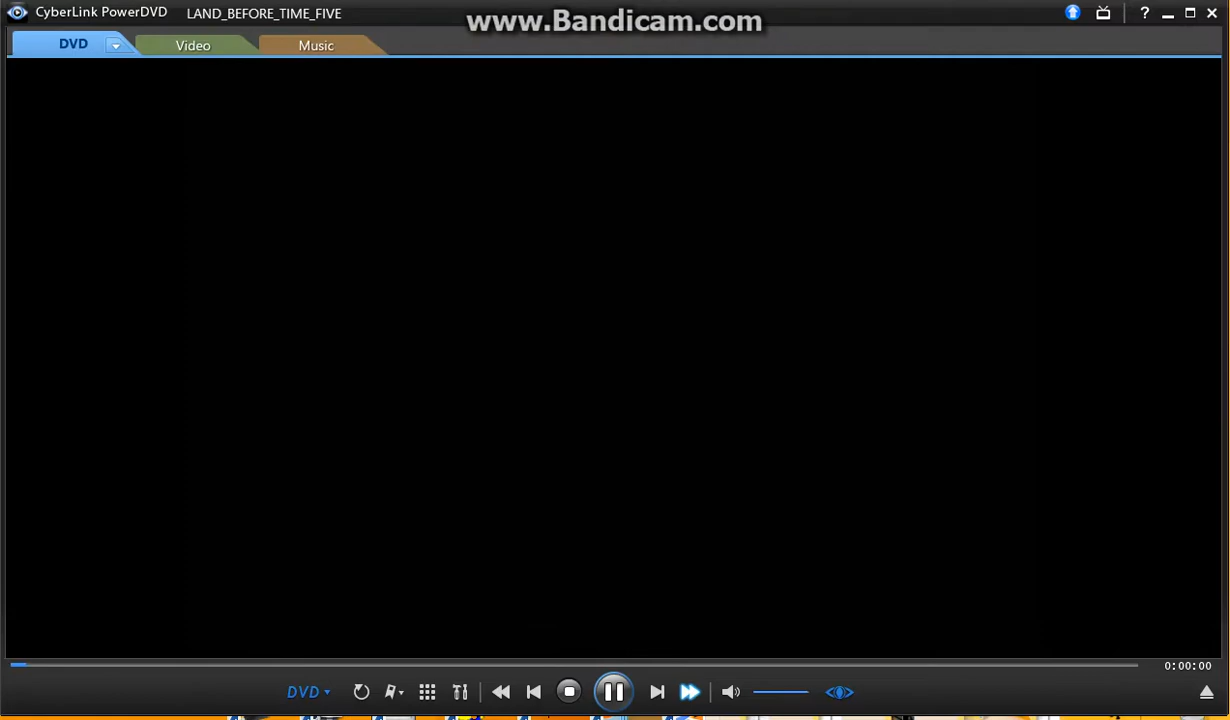 CyberLink PowerDVD LAND_BEFORE_TIME_FIVE
www.Bandicam.com
?
DVD Video Music
0:00:00
DVD